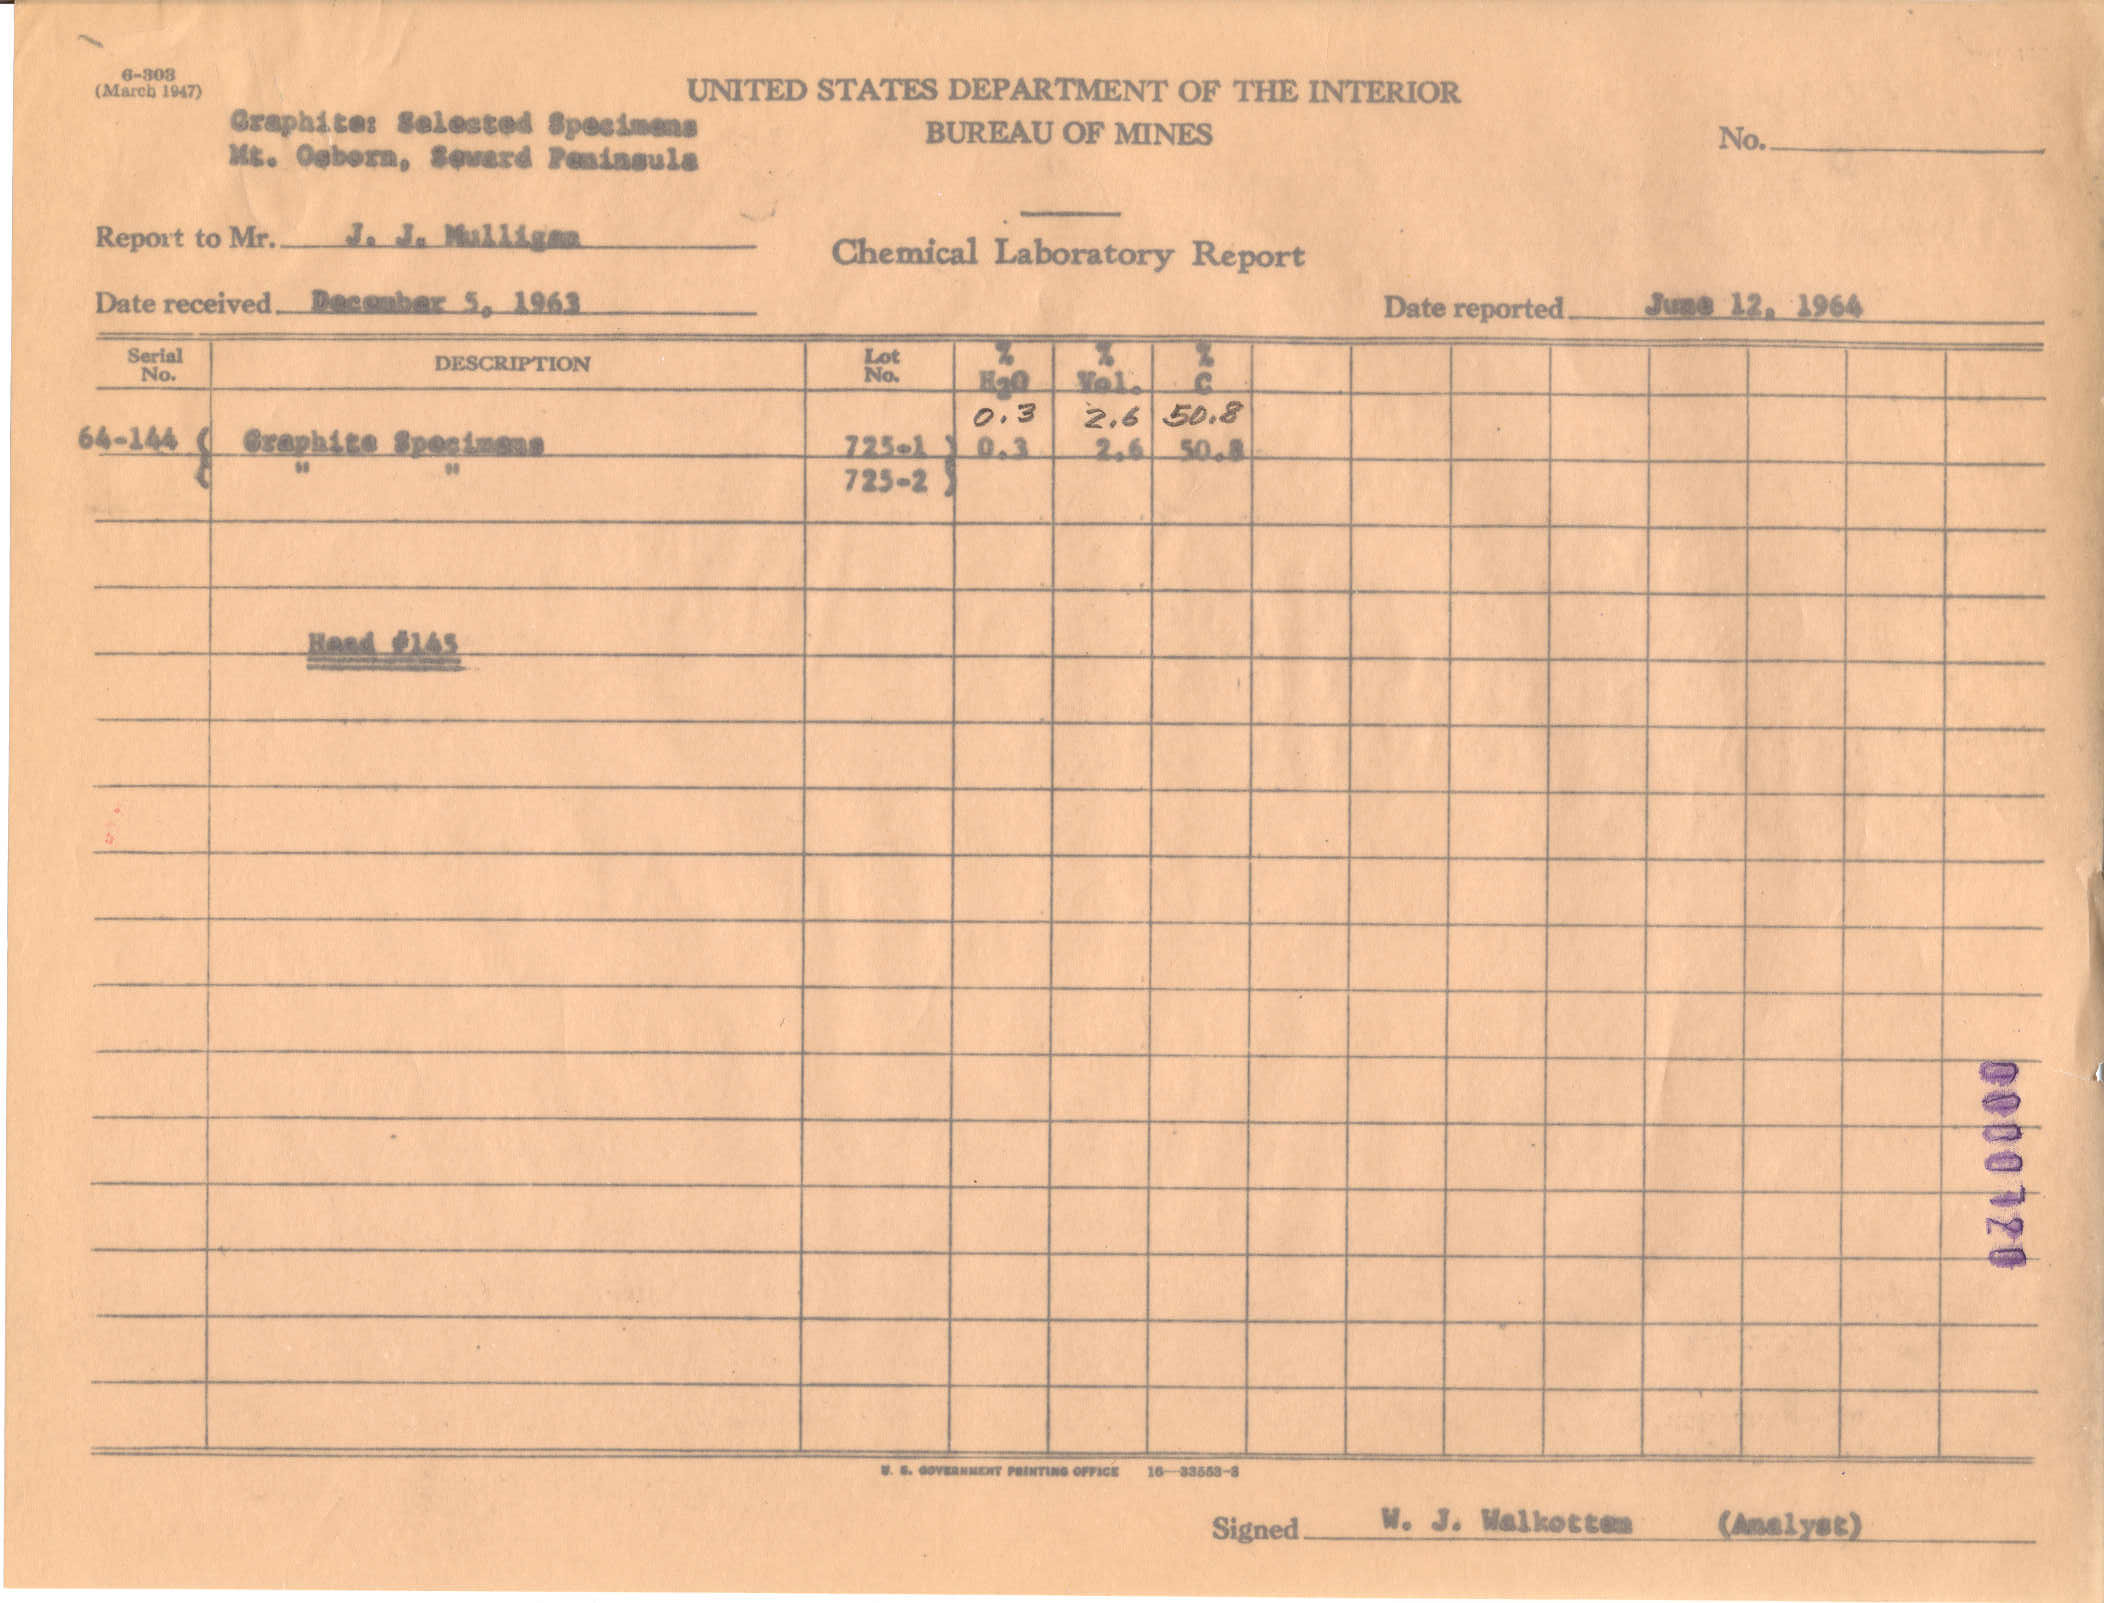 6-303
(March 1947)
UNITED STATES DEPARTMENT OF THE INTERIOR
BUREAU OF MINES
No.
Graphite: Selected Specimens
Mt. Osborn, Seward Peninsula
Report to Mr. J. J. Mulligan
Chemical Laboratory Report
Date received December 5, 1963
Date reported June 12, 1964
Serial No. DESCRIPTION Lot No. % H2O % Vol. % C
0.3 2.6 50.8
64-144 ( Graphite Specimens 725-1 ) 0.3 2.6 50.8
( " " 725-2 )
Head #145
0000720
U. S. GOVERNMENT PRINTING OFFICE 16—33553-3
Signed W. J. Walkotten (Analyst)